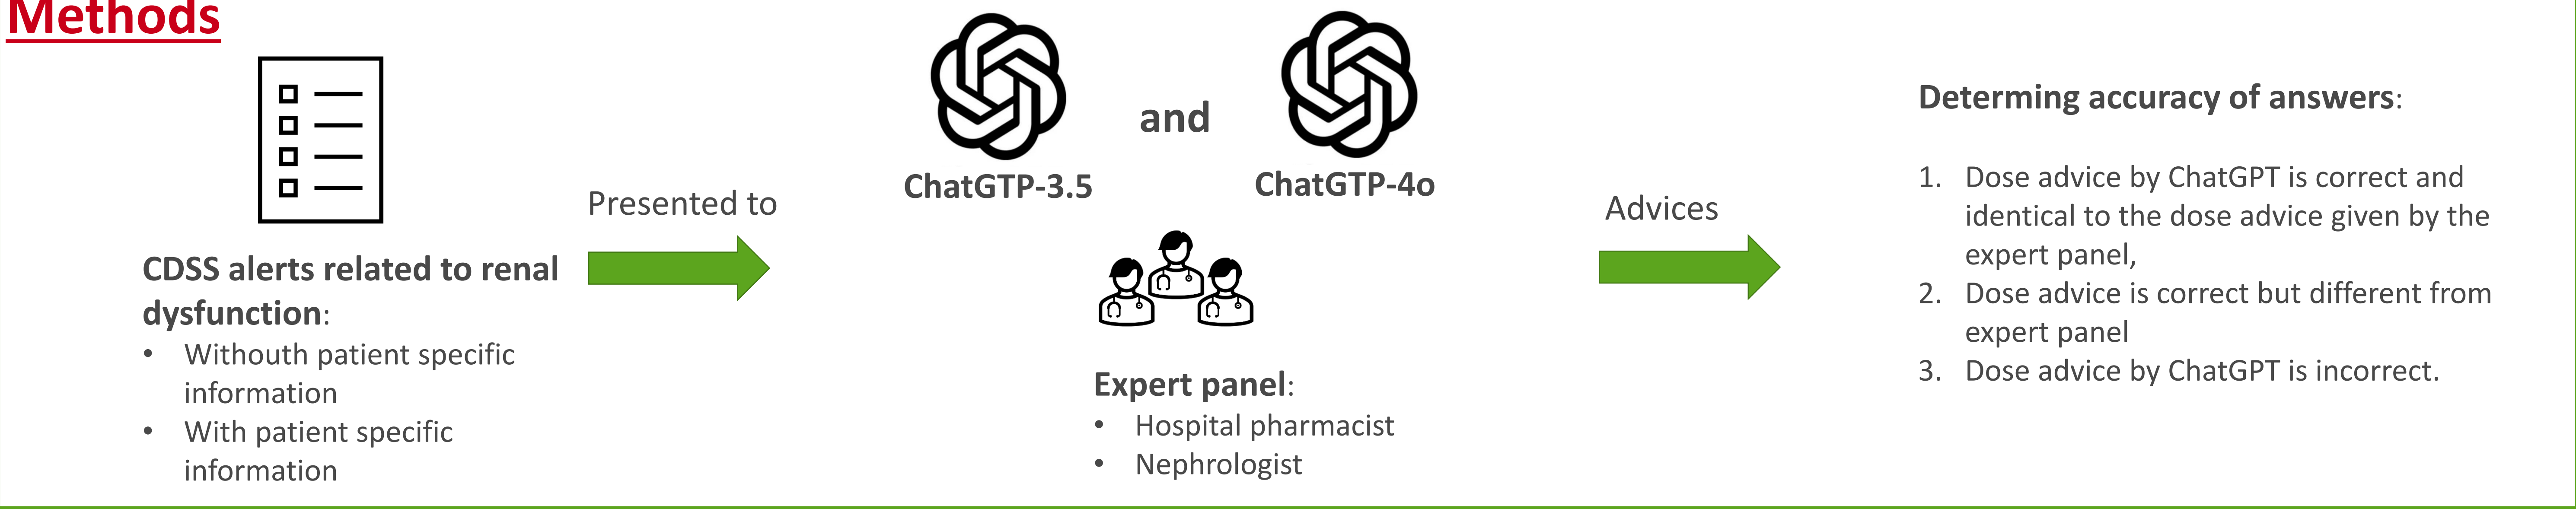 Methods
CDSS alerts related to renal
dysfunction:
• Withouth patient specific
information
• With patient specific
information
Presented to
and
ChatGTP-3.5
ChatGTP-4o
Expert panel:
• Hospital pharmacist
• Nephrologist
Advices
Determing accuracy of answers:
1. Dose advice by ChatGPT is correct and
identical to the dose advice given by the
expert panel,
2. Dose advice is correct but different from
expert panel
3. Dose advice by ChatGPT is incorrect.